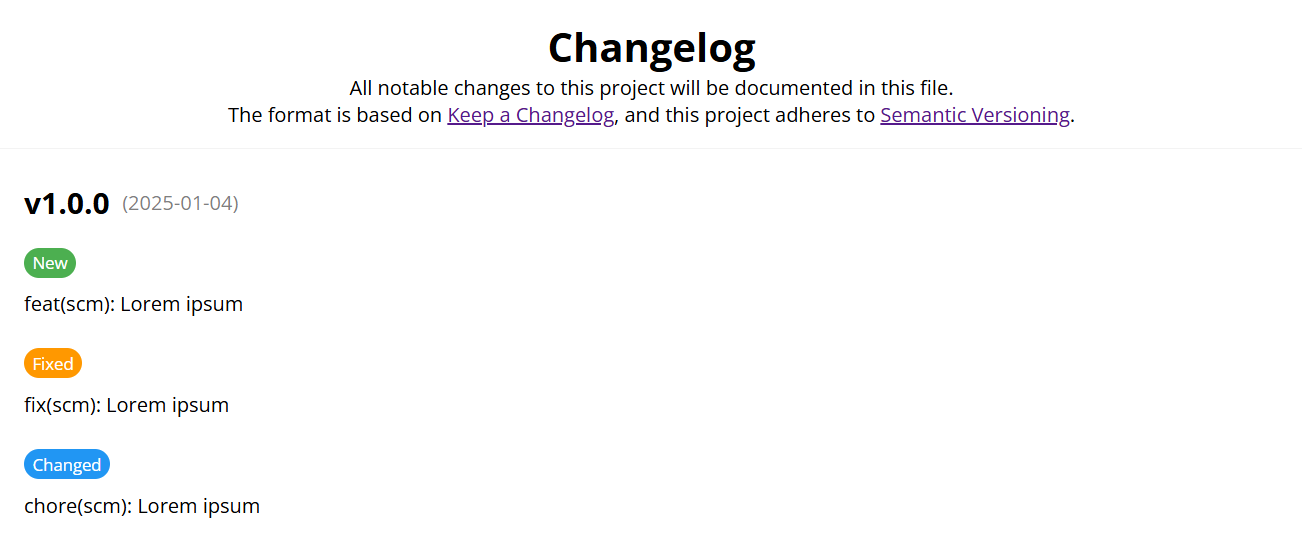 Changelog
All notable changes to this project will be documented in this file.
The format is based on Keep a Changelog, and this project adheres to Semantic Versioning.
v1.0.0 (2025-01-04)
New
feat(scm): Lorem ipsum
Fixed
fix(scm): Lorem ipsum
Changed
chore(scm): Lorem ipsum